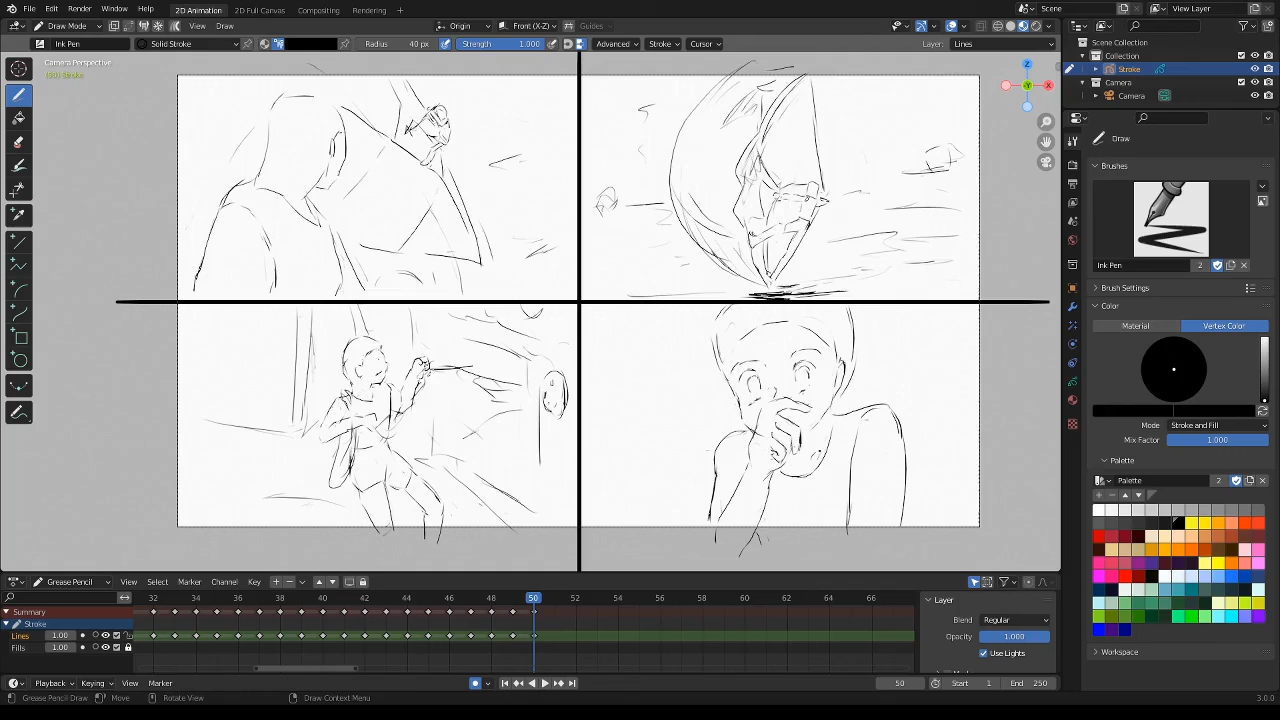 File Edit Render Window Help 2D Animation 2D Full Canvas Compositing Rendering + Scene View Layer
Draw Mode View Draw Origin Front (X-Z) Guides
Ink Pen Solid Stroke Radius 40 px Strength 1.000 Advanced Stroke Cursor Layer: Lines
Camera Perspective
Z
X
Y
Scene Collection
Collection
Stroke
Camera
Camera
Draw
Brushes
Ink Pen 2
Brush Settings
Color
Material Vertex Color
Mode Stroke and Fill
Mix Factor 1.000
Palette
Palette 2
Workspace
Grease Pencil View Select Marker Channel Key
32 34 36 38 40 42 44 46 48 50 52 54 56 58 60 62 64 66
Summary
Stroke
Lines 1.00
Fills 1.00
Layer
Blend Regular
Opacity 1.000
Use Lights
Playback Keying View Marker 50 Start 1 End 250
Grease Pencil Draw Move Rotate View Draw Context Menu 3.0.0